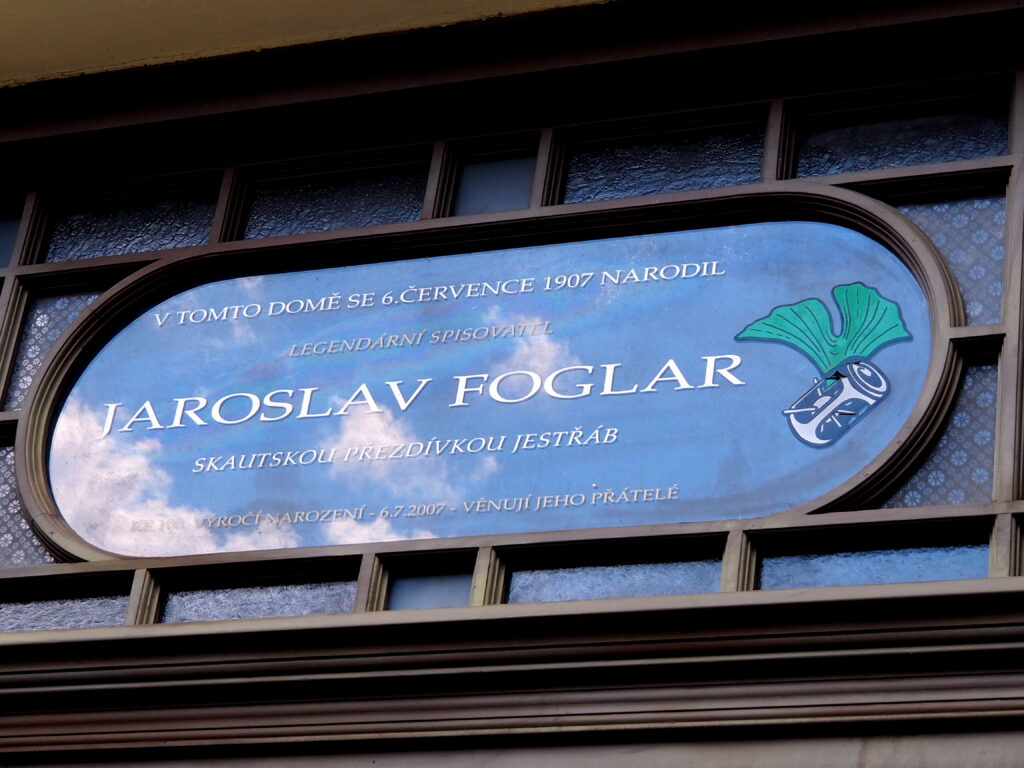 V TOMTO DOMĚ SE 6.ČERVENCE 1907 NARODIL
LEGENDÁRNÍ SPISOVATEL
JAROSLAV FOGLAR
SKAUTSKOU PŘEZDÍVKOU JESTŘÁB
KE 100. VÝROČÍ NAROZENÍ - 6.7.2007 - VĚNUJÍ JEHO PŘÁTELÉ